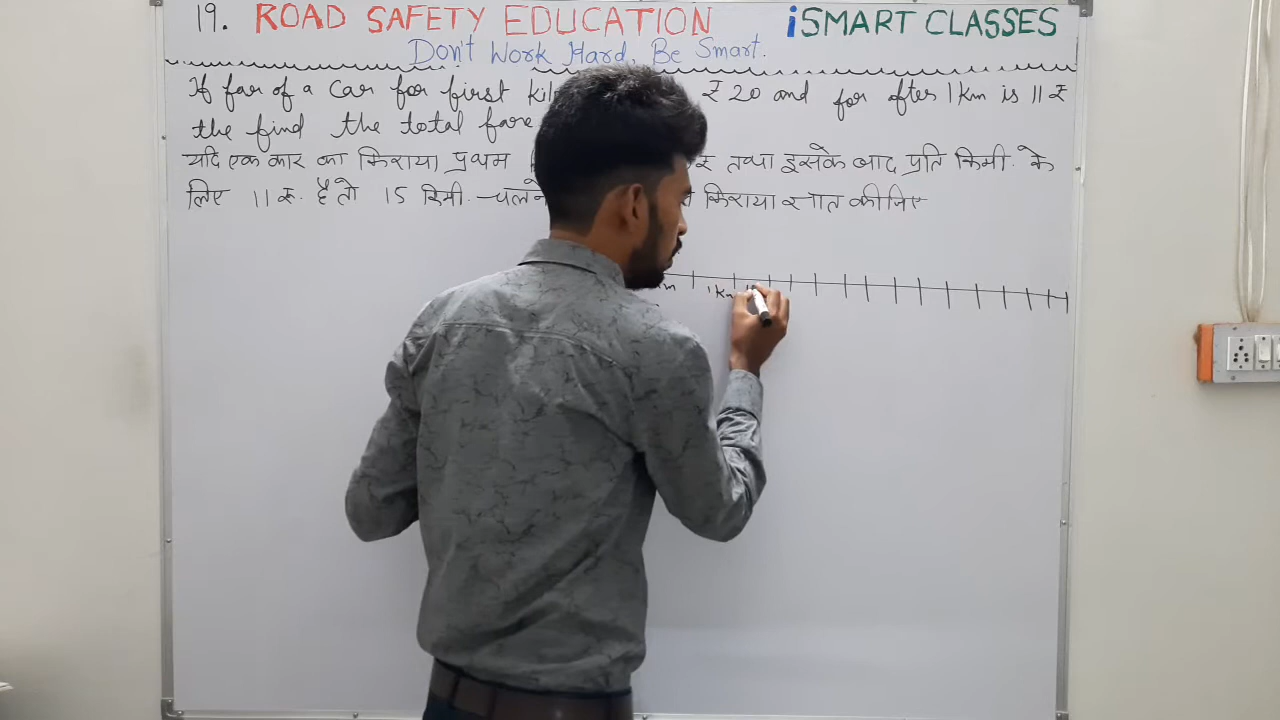 19. ROAD SAFETY EDUCATION iSMART CLASSES
Don't Work Hard, Be Smart.
If far of a car for first ₹ 20 and for after 1 Km is 11 ₹
the find the total fare
यदि एक कार का किराया प्रथम रु तथा इसके बाद प्रति किमी. के
लिए 11 रु. है तो 15 किमी. चलने किराया ज्ञात कीजिए
1 Km